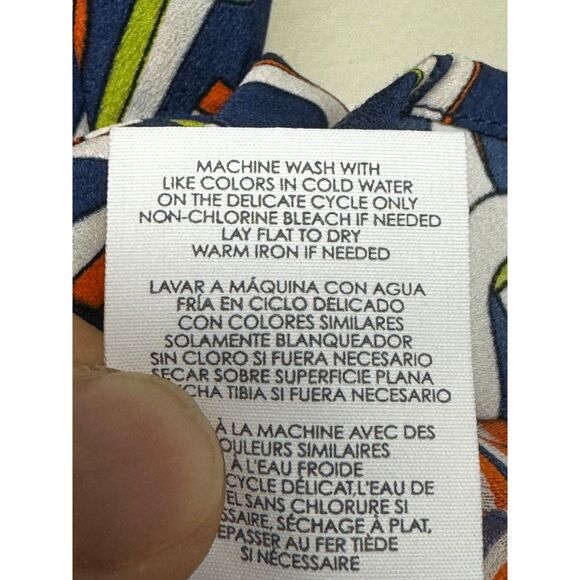 MACHINE WASH WITH
LIKE COLORS IN COLD WATER
ON THE DELICATE CYCLE ONLY
NON-CHLORINE BLEACH IF NEEDED
LAY FLAT TO DRY
WARM IRON IF NEEDED
LAVAR A MÁQUINA CON AGUA
FRÍA EN CICLO DELICADO
CON COLORES SIMILARES
SOLAMENTE BLANQUEADOR
SIN CLORO SI FUERA NECESARIO
SECAR SOBRE SUPERFICIE PLANA
CHA TIBIA SI FUERA NECESARIO
À LA MACHINE AVEC DES
OULEURS SIMILAIRES
À L'EAU FROIDE
CYCLE DÉLICAT,L'EAU DE
EL SANS CHLORURE SI
SSAIRE, SÉCHAGE À PLAT,
EPASSER AU FER TIÈDE
SI NÉCESSAIRE